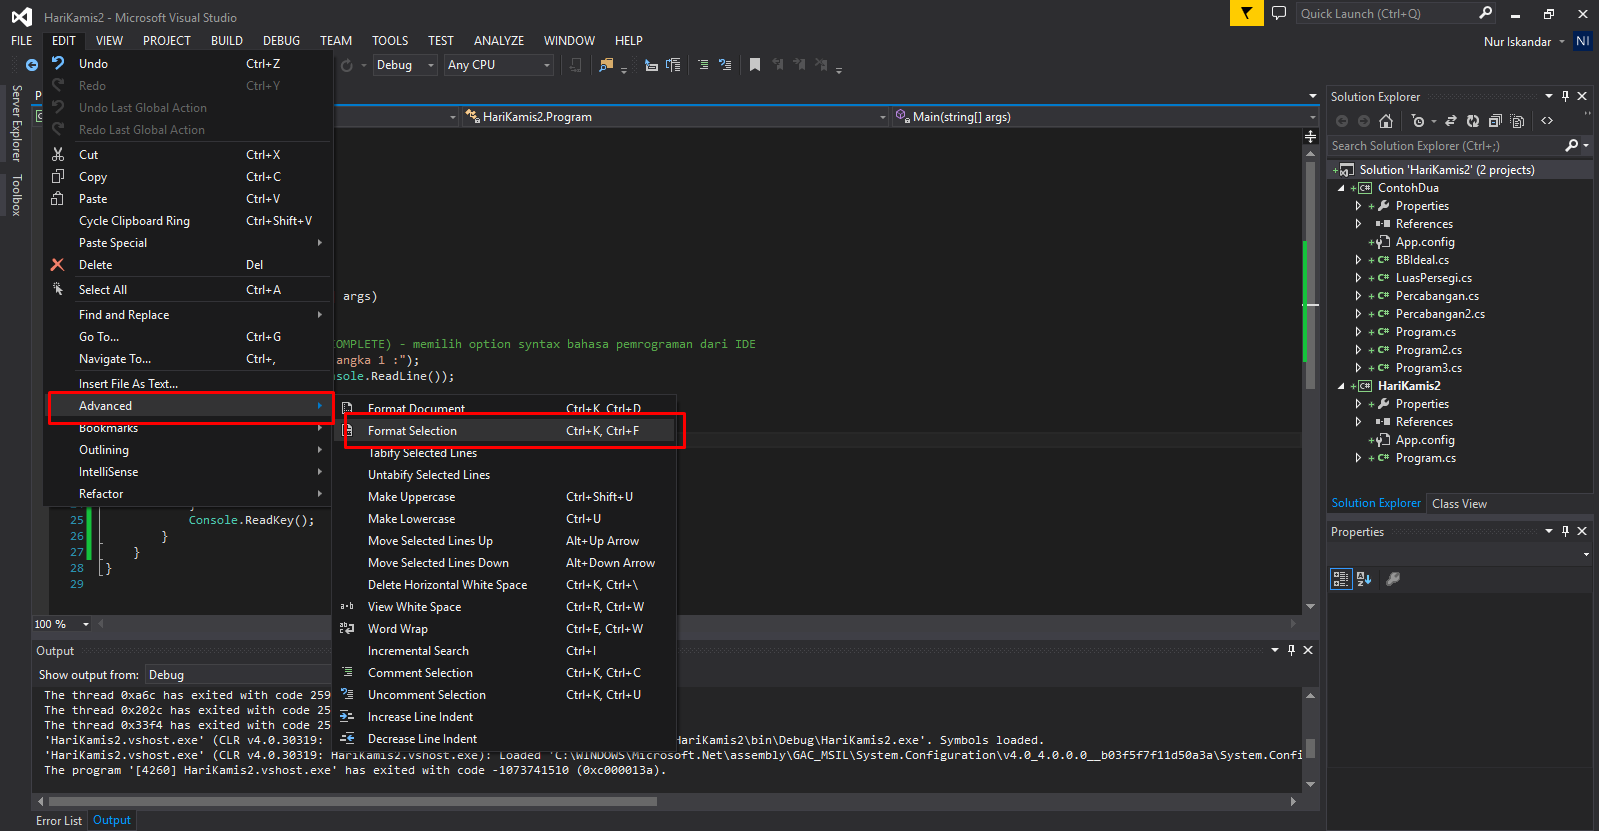 HariKamis2 - Microsoft Visual Studio
Quick Launch (Ctrl+Q)
FILE EDIT VIEW PROJECT BUILD DEBUG TEAM TOOLS TEST ANALYZE WINDOW HELP
Nur Iskandar NI
Debug Any CPU
Server Explorer
Toolbox
Undo Ctrl+Z
Redo Ctrl+Y
Undo Last Global Action
Redo Last Global Action
Cut Ctrl+X
Copy Ctrl+C
Paste Ctrl+V
Cycle Clipboard Ring Ctrl+Shift+V
Paste Special
Delete Del
Select All Ctrl+A
Find and Replace
Go To... Ctrl+G
Navigate To... Ctrl+,
Insert File As Text...
Advanced
Bookmarks
Outlining
IntelliSense
Refactor
Format Document Ctrl+K, Ctrl+D
Format Selection Ctrl+K, Ctrl+F
Tabify Selected Lines
Untabify Selected Lines
Make Uppercase Ctrl+Shift+U
Make Lowercase Ctrl+U
Move Selected Lines Up Alt+Up Arrow
Move Selected Lines Down Alt+Down Arrow
Delete Horizontal White Space Ctrl+K, Ctrl+\
View White Space Ctrl+R, Ctrl+W
Word Wrap Ctrl+E, Ctrl+W
Incremental Search Ctrl+I
Comment Selection Ctrl+K, Ctrl+C
Uncomment Selection Ctrl+K, Ctrl+U
Increase Line Indent
Decrease Line Indent
HariKamis2.Program
Main(string[] args)
args)
OMPLETE) - memilih option syntax bahasa pemrograman dari IDE
angka 1 :");
sole.ReadLine());
}
25 Console.ReadKey();
26 }
27 }
28 }
29
100 %
Output
Show output from: Debug
The thread 0xa6c has exited with code 259
The thread 0x202c has exited with code 25
The thread 0x33f4 has exited with code 25
'HariKamis2.vshost.exe' (CLR v4.0.30319: HariKamis2\bin\Debug\HariKamis2.exe'. Symbols loaded.
'HariKamis2.vshost.exe' (CLR v4.0.30319: HariKamis2.vshost.exe): Loaded 'C:\WINDOWS\Microsoft.Net\assembly\GAC_MSIL\System.Configuration\v4.0_4.0.0.0__b03f5f7f11d50a3a\System.Confi
The program '[4260] HariKamis2.vshost.exe' has exited with code -1073741510 (0xc000013a).
Error List Output
Solution Explorer
Search Solution Explorer (Ctrl+;)
Solution 'HariKamis2' (2 projects)
ContohDua
Properties
References
App.config
BBIdeal.cs
LuasPersegi.cs
Percabangan.cs
Percabangan2.cs
Program.cs
Program2.cs
Program3.cs
HariKamis2
Properties
References
App.config
Program.cs
Solution Explorer Class View
Properties